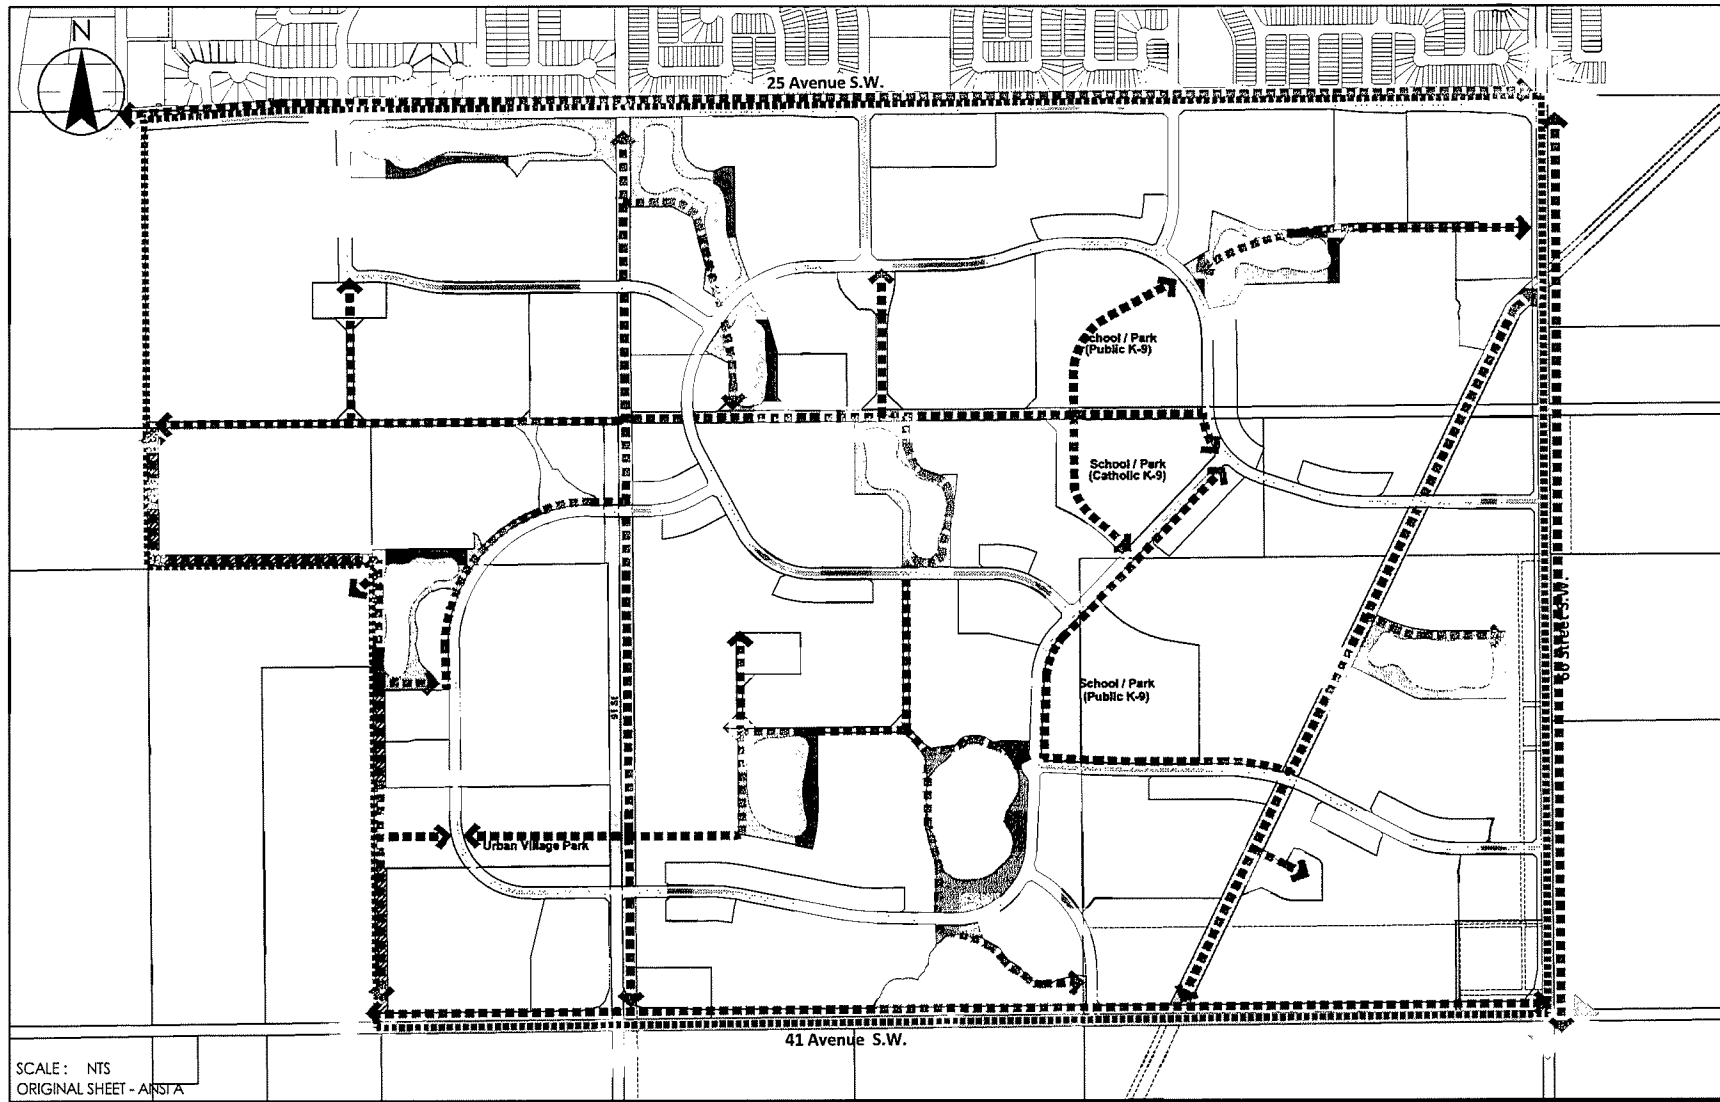 N
25 Avenue S.W.
School / Park
(Public K-9)
School / Park
(Catholic K-9)
School / Park
(Public K-9)
Urban Village Park
41 Avenue S.W.
SCALE : NTS
ORIGINAL SHEET - ANSI A